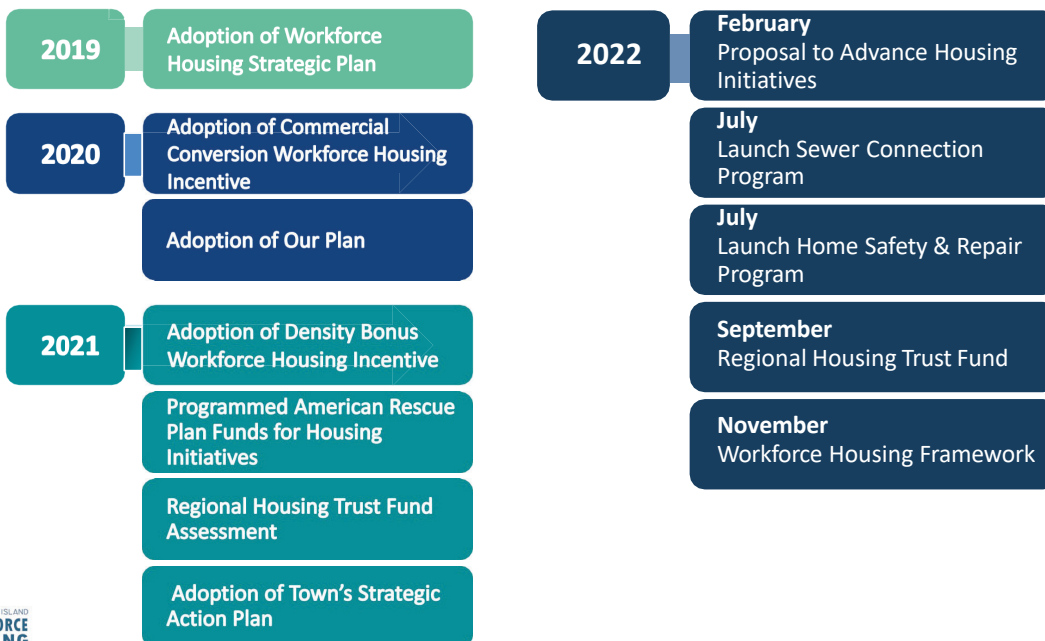 2019
Adoption of Workforce
Housing Strategic Plan
2020
Adoption of Commercial
Conversion Workforce Housing
Incentive
Adoption of Our Plan
2021
Adoption of Density Bonus
Workforce Housing Incentive
Programmed American Rescue
Plan Funds for Housing
Initiatives
Regional Housing Trust Fund
Assessment
Adoption of Town's Strategic
Action Plan
2022
February
Proposal to Advance Housing
Initiatives
July
Launch Sewer Connection
Program
July
Launch Home Safety & Repair
Program
September
Regional Housing Trust Fund
November
Workforce Housing Framework
ISLAND